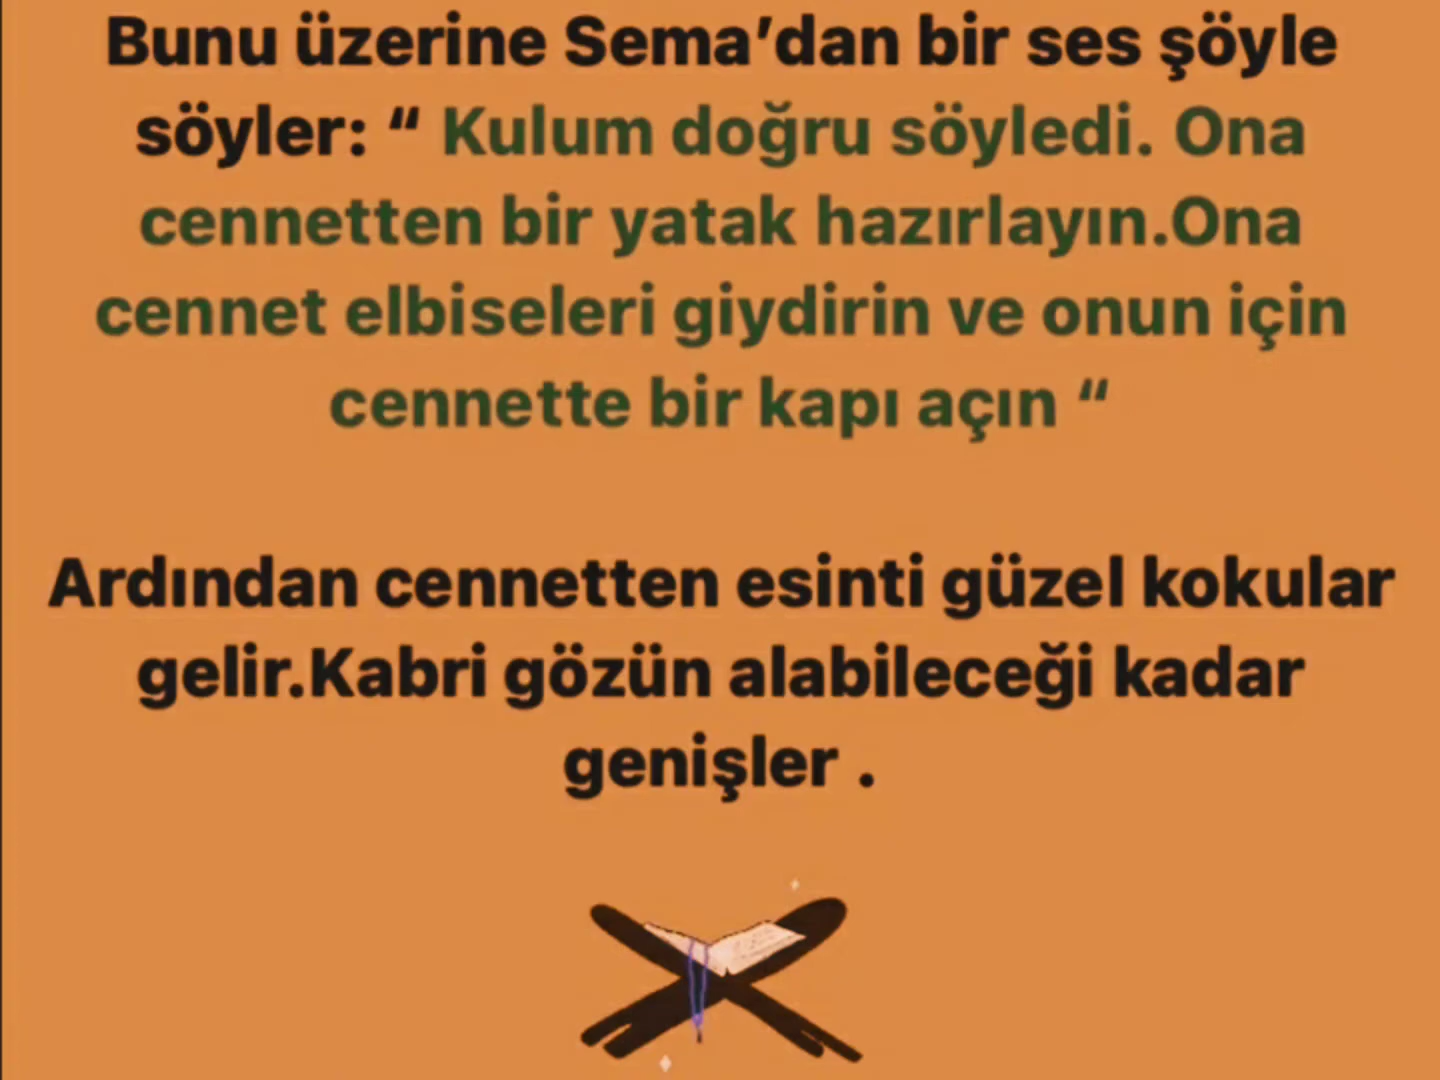 Bunu üzerine Sema’dan bir ses şöyle
söyler: “ Kulum doğru söyledi. Ona
cennetten bir yatak hazırlayın.Ona
cennet elbiseleri giydirin ve onun için
cennette bir kapı açın “
Ardından cennetten esinti güzel kokular
gelir.Kabri gözün alabileceği kadar
genişler .